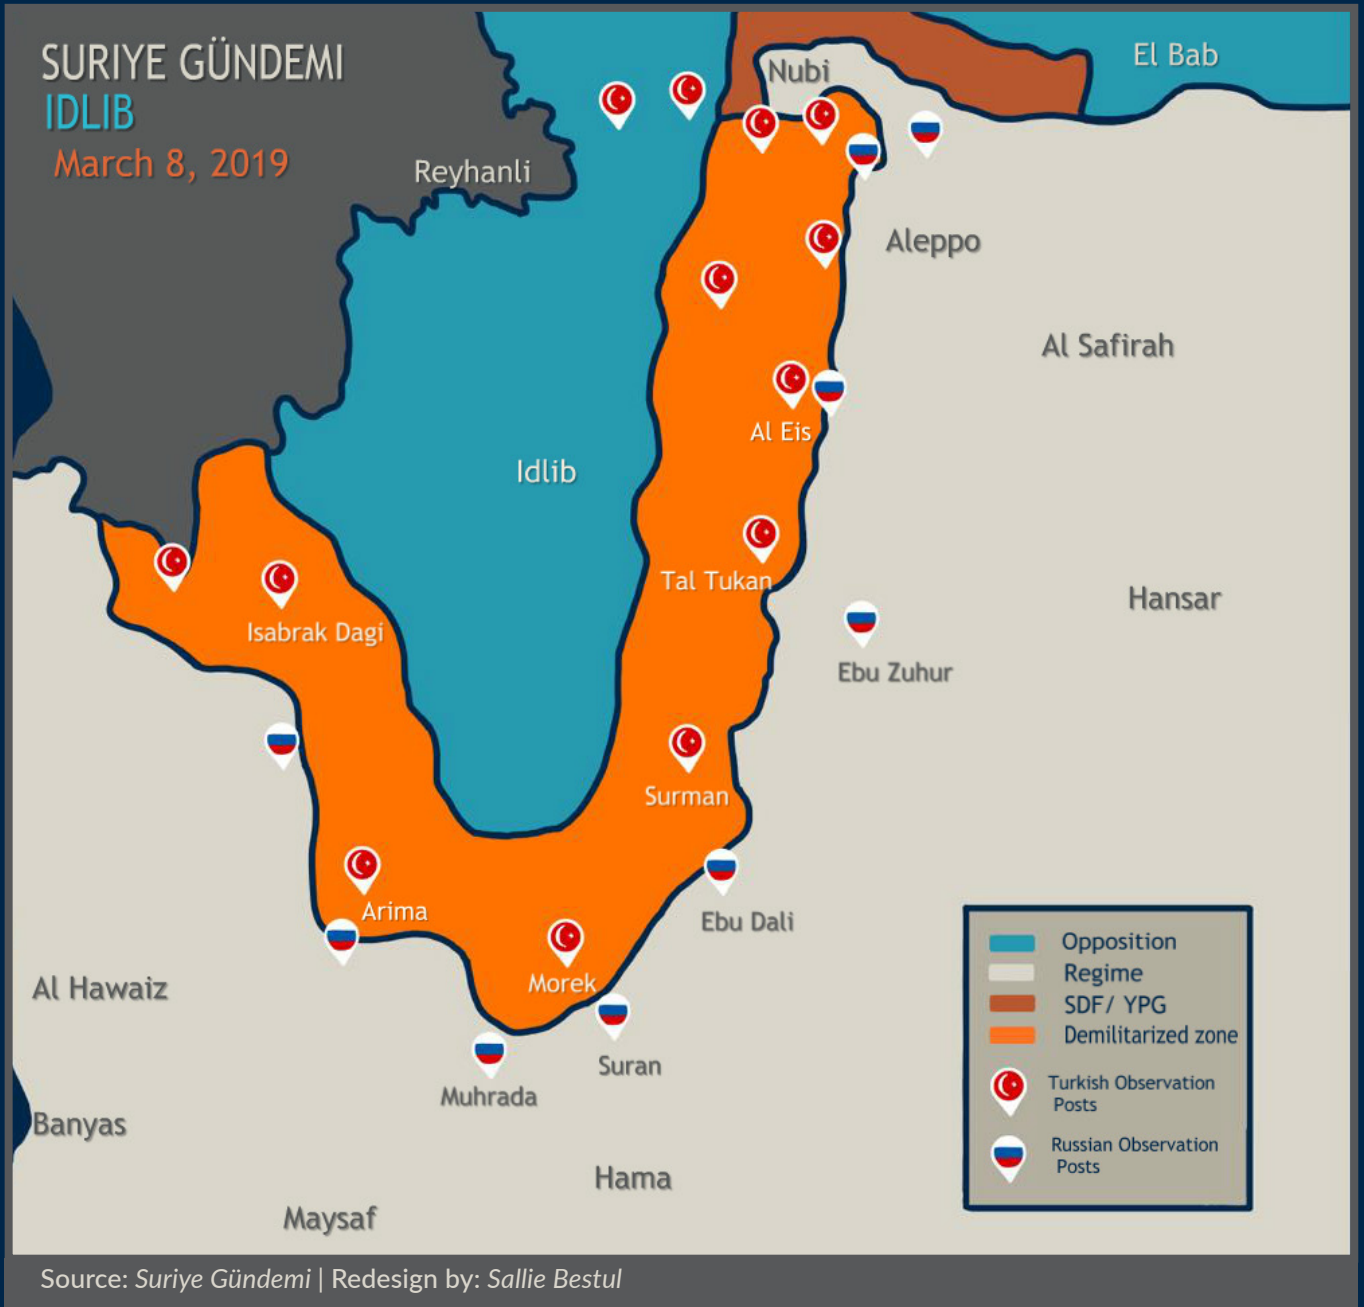 SURIYE GÜNDEMI
IDLIB
March 8, 2019
Nubi
El Bab
Reyhanli
Aleppo
Al Safirah
Al Eis
Idlib
Tal Tukan
Hansar
Isabrak Dagi
Ebu Zuhur
Surman
Arima
Ebu Dali
Morek
Al Hawaiz
Suran
Muhrada
Banyas
Hama
Maysaf
Opposition
Regime
SDF/ YPG
Demilitarized zone
Turkish Observation
Posts
Russian Observation
Posts
Source: Suriye Gündemi | Redesign by: Sallie Bestul